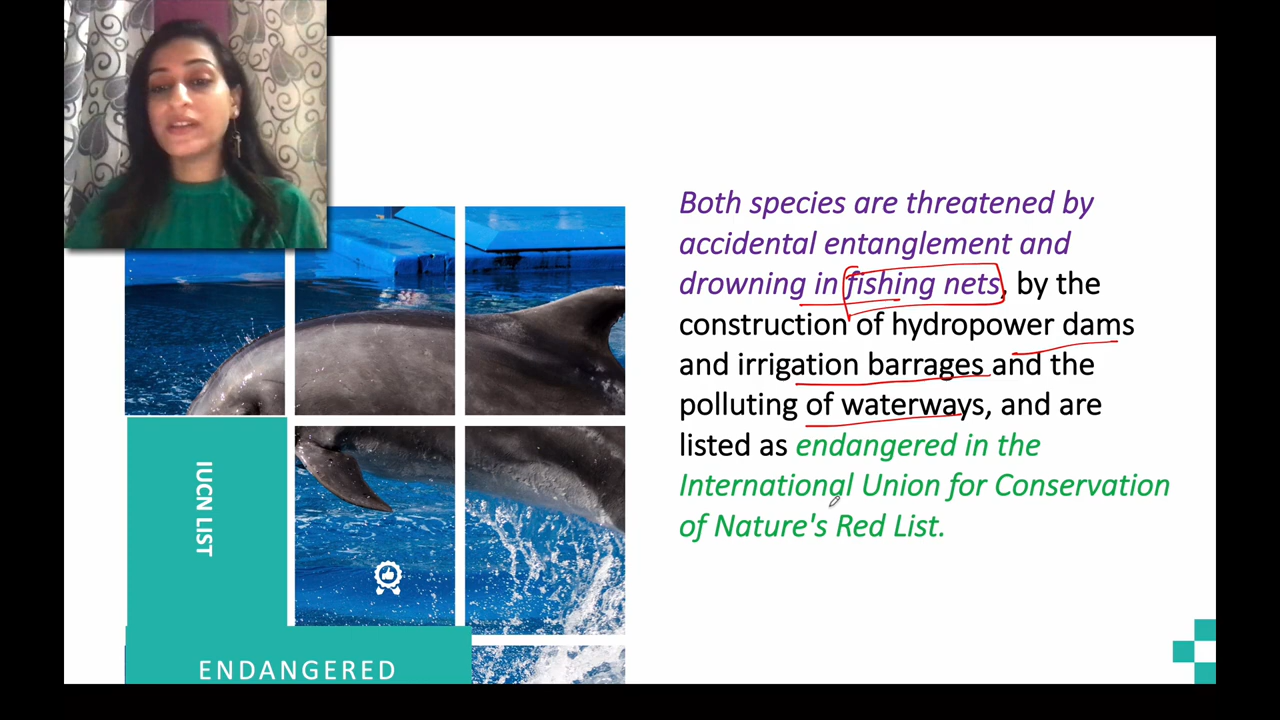 Both species are threatened by
accidental entanglement and
drowning in fishing nets, by the
construction of hydropower dams
and irrigation barrages and the
polluting of waterways, and are
listed as endangered in the
International Union for Conservation
of Nature's Red List.
IUCN LIST
ENDANGERED